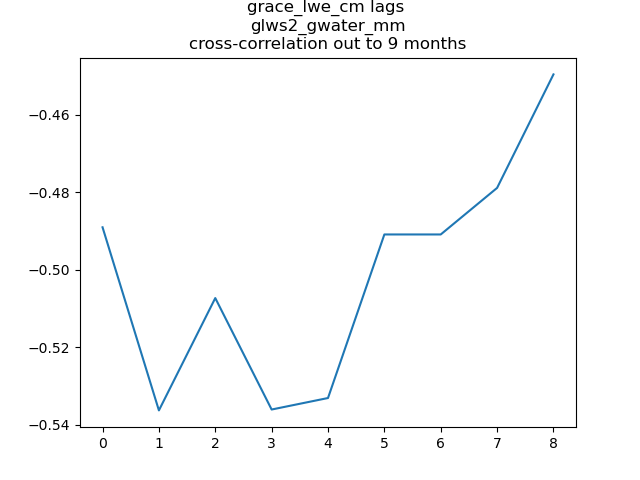 grace_lwe_cm lags
glws2_gwater_mm
cross-correlation out to 9 months
−0.46
−0.48
−0.50
−0.52
−0.54
0 1 2 3 4 5 6 7 8